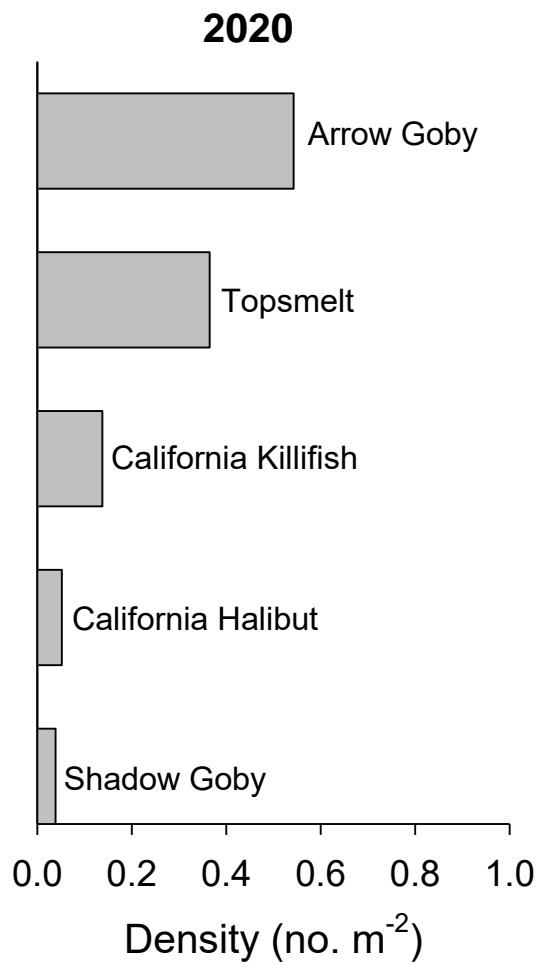 2020
Arrow Goby
Topsmelt
California Killifish
California Halibut
Shadow Goby
0.0 0.2 0.4 0.6 0.8 1.0
Density (no. m⁻²)